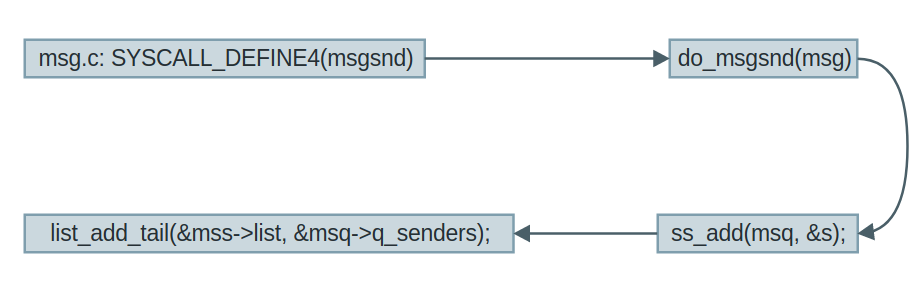 msg.c: SYSCALL_DEFINE4(msgsnd)
do_msgsnd(msg)
ss_add(msq, &s);
list_add_tail(&mss->list, &msq->q_senders);